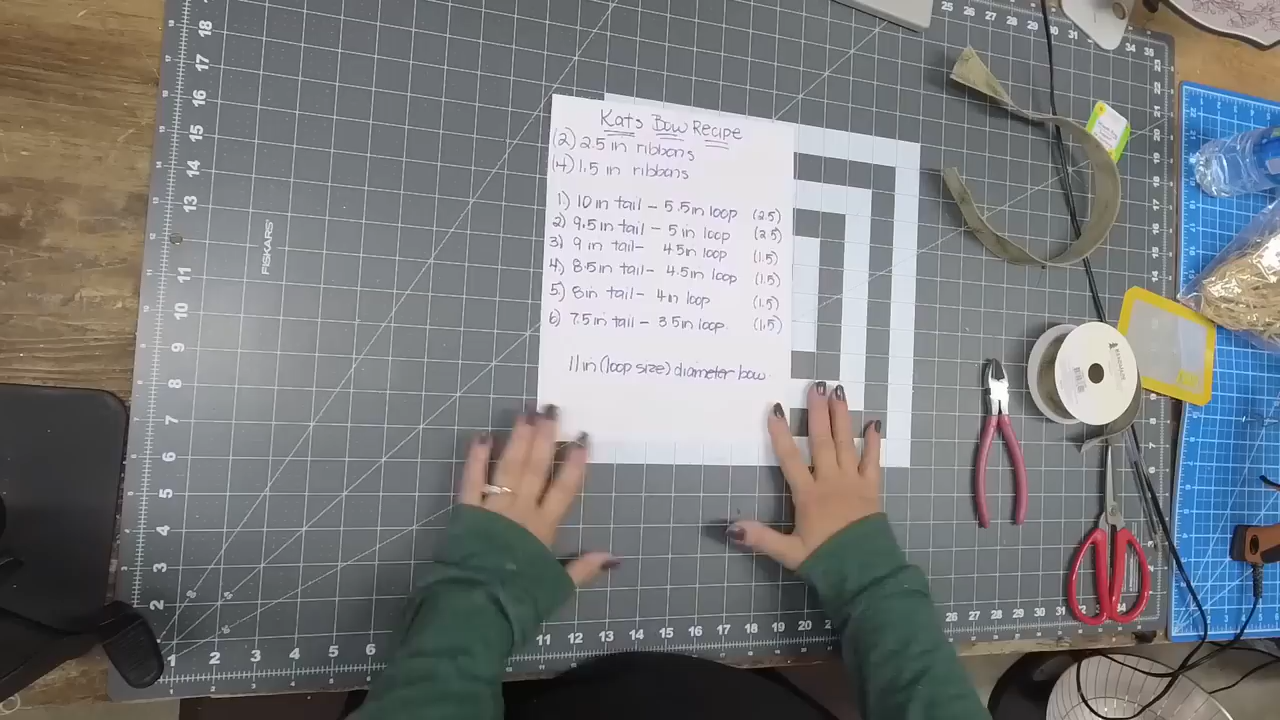 Kats Bow Recipe
(2) 2.5 in ribbons
(4) 1.5 in ribbons
1) 10 in tail – 5.5 in loop (2.5)
2) 9.5 in tail – 5 in loop (2.5)
3) 9 in tail – 4.5 in loop (1.5)
4) 8.5 in tail – 4.5 in loop (1.5)
5) 8 in tail – 4 in loop (1.5)
6) 7.5 in tail – 3.5 in loop (1.5)
11 in (loop size) diameter bow
FISKARS